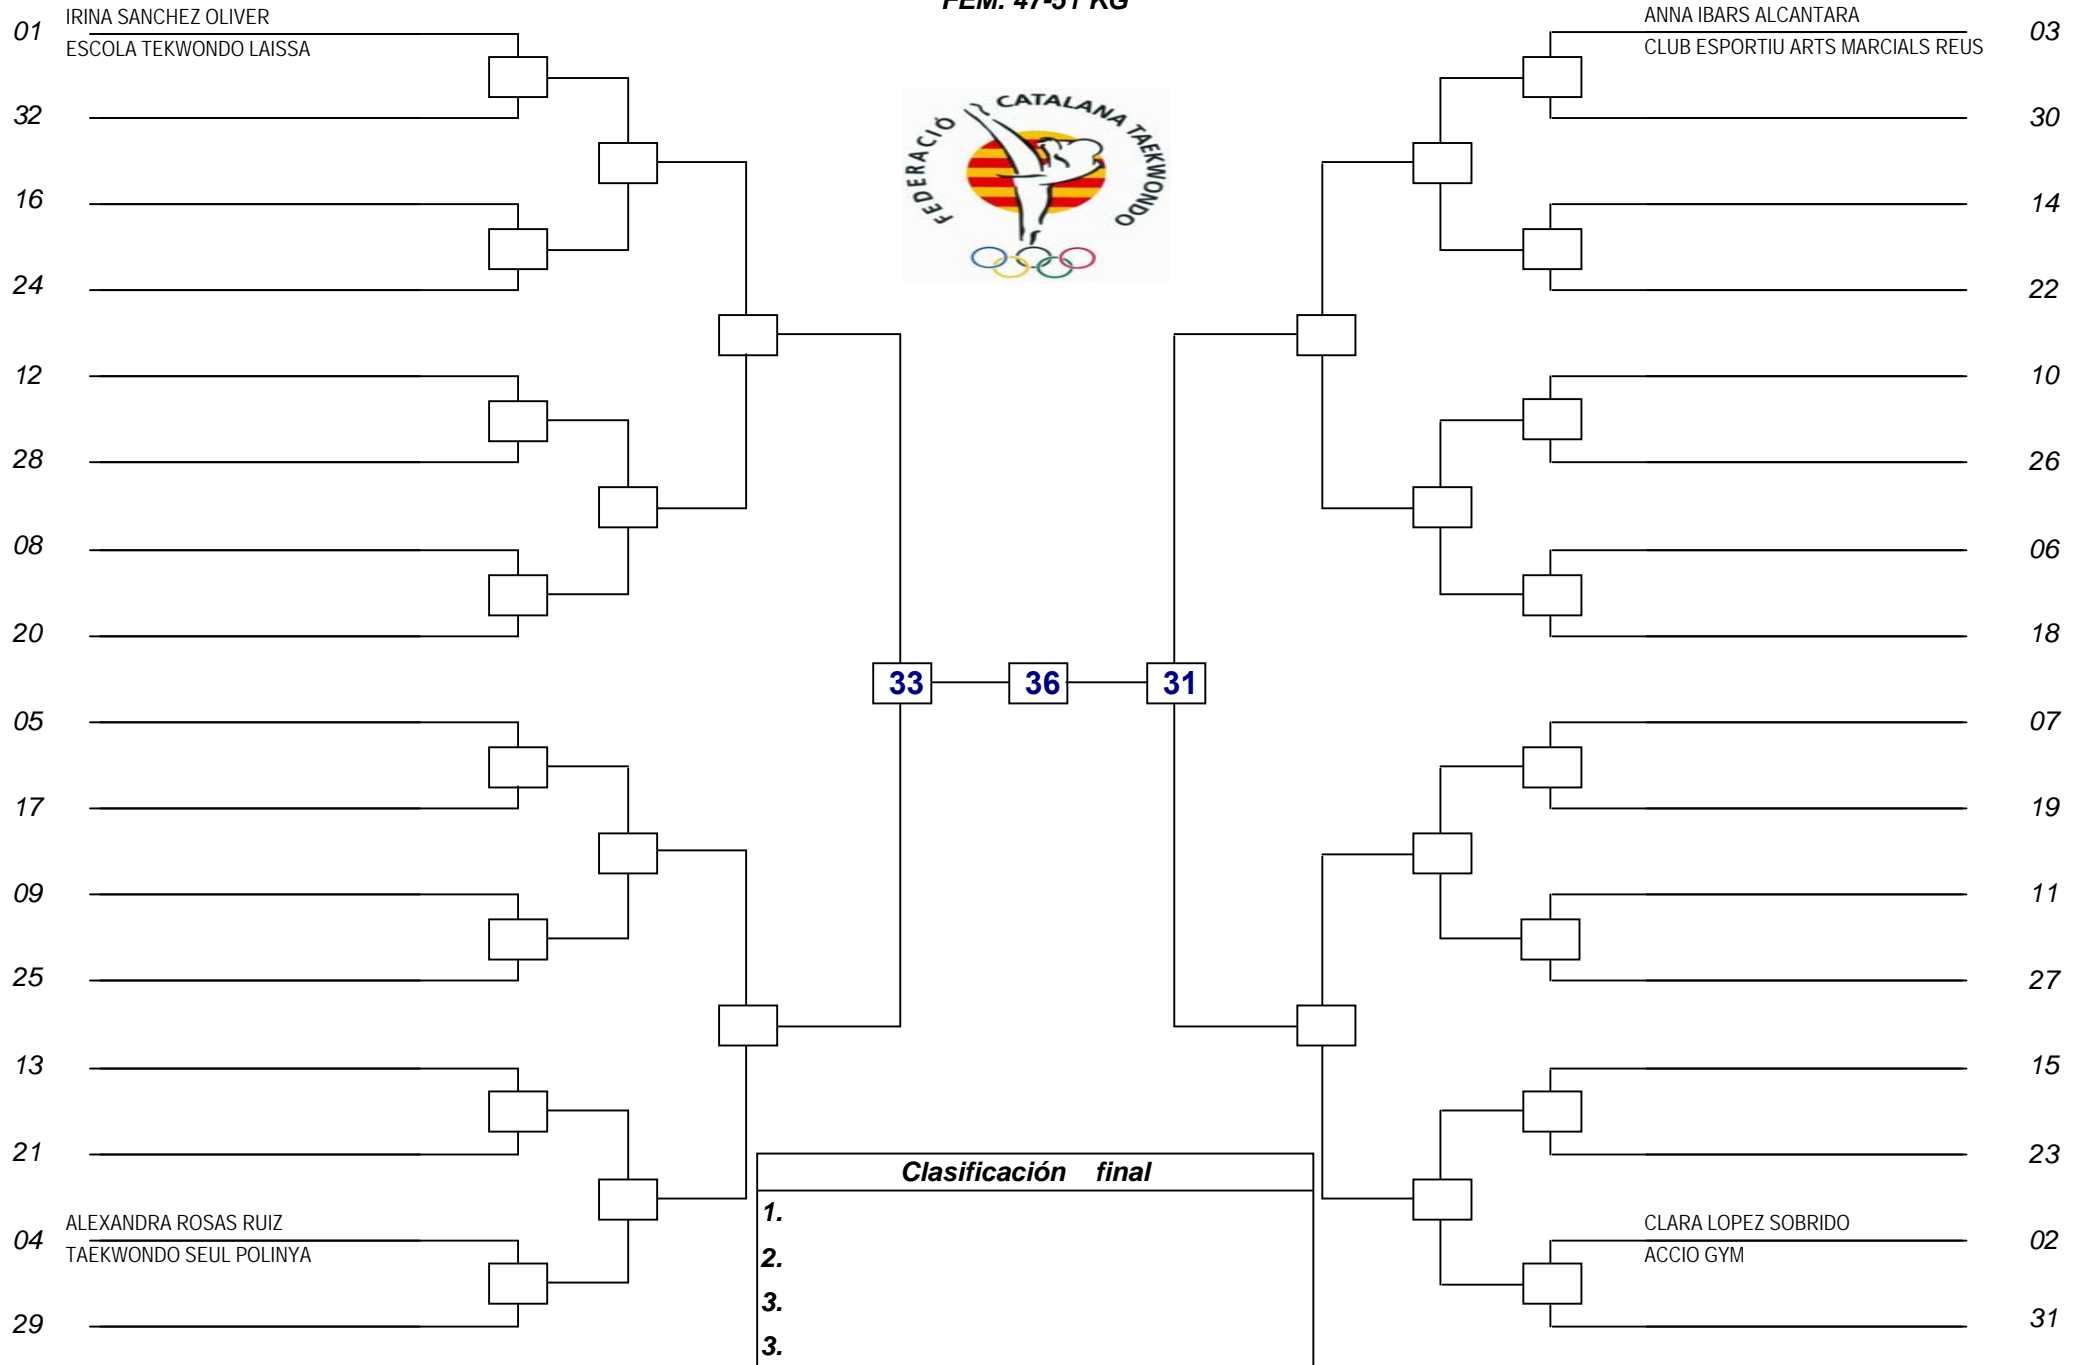 FEM. 47-51 KG
01 IRINA SANCHEZ OLIVER
ESCOLA TEKWONDO LAISSA
32
16
24
12
28
08
20
05
17
09
25
13
21
04 ALEXANDRA ROSAS RUIZ
TAEKWONDO SEUL POLINYA
29
FEDERACIÓ CATALANA TAEKWONDO
33 36 31
ANNA IBARS ALCANTARA 03
CLUB ESPORTIU ARTS MARCIALS REUS
30
14
22
10
26
06
18
07
19
11
27
15
23
CLARA LOPEZ SOBRIDO 02
ACCIO GYM
31
Clasificación final
1.
2.
3.
3.